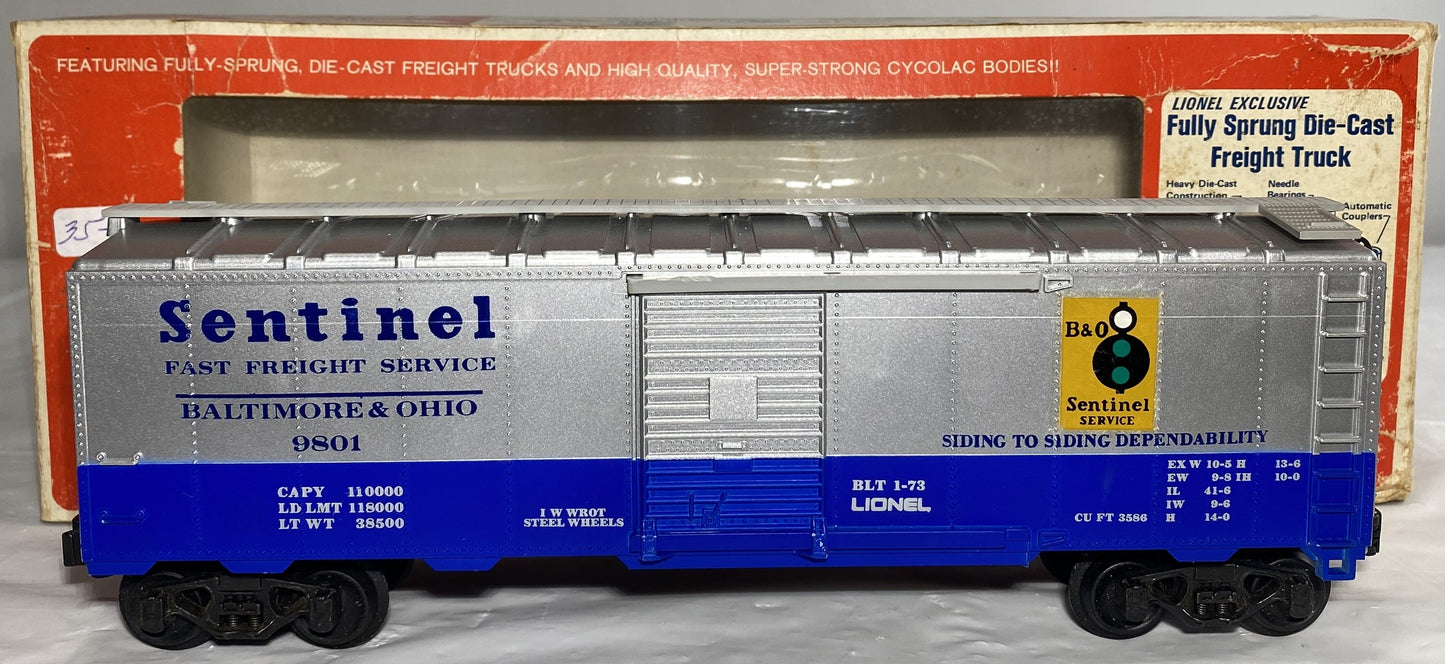 FEATURING FULLY-SPRUNG, DIE-CAST FREIGHT TRUCKS AND HIGH QUALITY, SUPER-STRONG CYCOLAC BODIES!!
LIONEL EXCLUSIVE
Fully Sprung Die-Cast
Freight Truck
Heavy Die-Cast
Construction
Needle
Bearings
Automatic
Couplers
35-
Sentinel
FAST FREIGHT SERVICE
BALTIMORE & OHIO
9801
CAPY 110000
LD LMT 118000
LT WT 38500
I W WROT
STEEL WHEELS
B&O
Sentinel
SERVICE
SIDING TO SIDING DEPENDABILITY
BLT 1-73
LIONEL
EX W 10-5 H 13-6
EW 9-8 IH 10-0
IL 41-6
IW 9-6
CU FT 3586 H 14-0